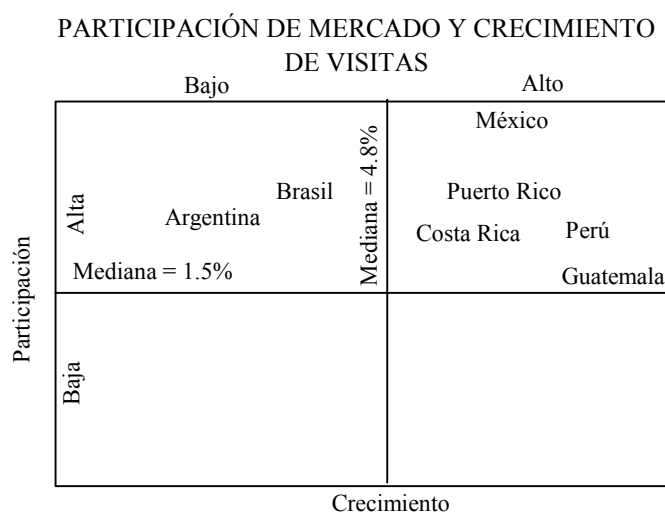 PARTICIPACIÓN DE MERCADO Y CRECIMIENTO
DE VISITAS
Bajo
Alto
México
Mediana = 4.8%
Brasil
Puerto Rico
Alta
Argentina
Costa Rica
Perú
Mediana = 1.5%
Guatemala
Participación
Baja
Crecimiento